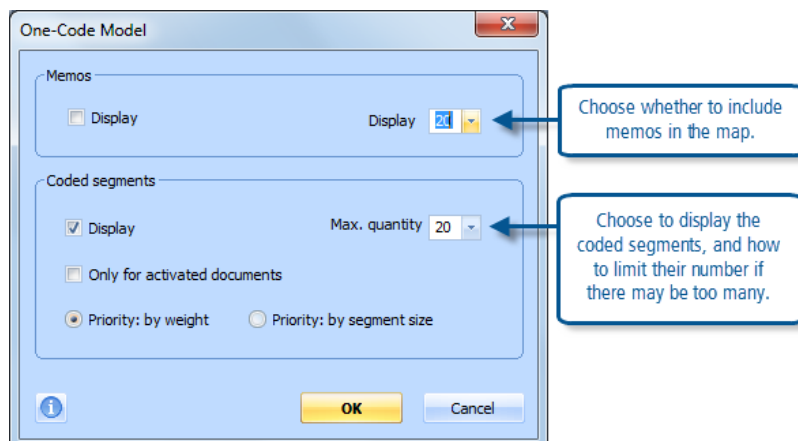 One-Code Model
Memos
Display
Display 20
Choose whether to include
memos in the map.
Coded segments
Display
Max. quantity 20
Only for activated documents
Priority: by weight
Priority: by segment size
Choose to display the
coded segments, and how
to limit their number if
there may be too many.
OK
Cancel